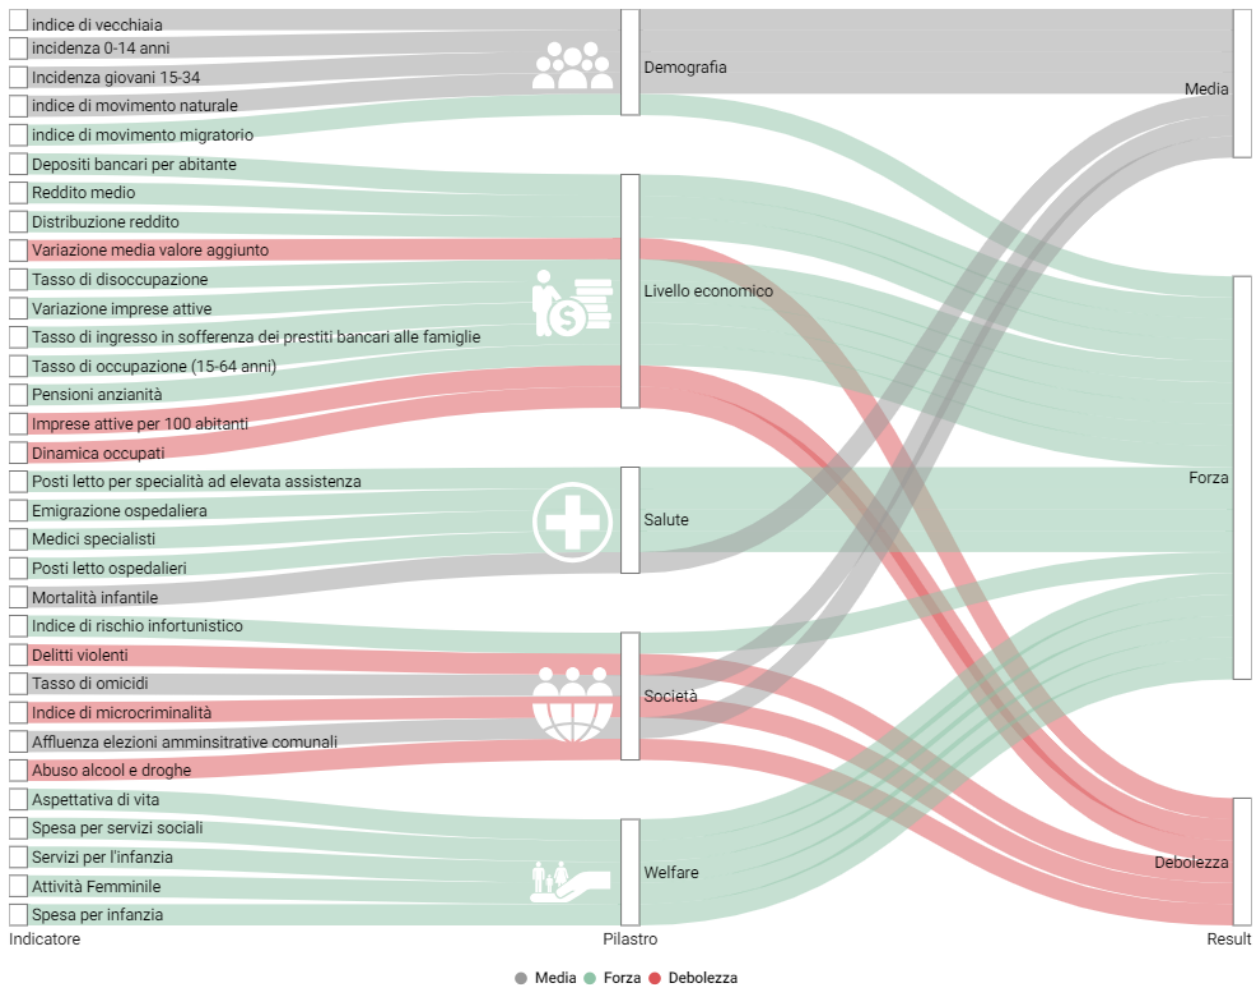 indice di vecchiaia
incidenza 0-14 anni
Incidenza giovani 15-34
indice di movimento naturale
indice di movimento migratorio
Depositi bancari per abitante
Reddito medio
Distribuzione reddito
Variazione media valore aggiunto
Tasso di disoccupazione
Variazione imprese attive
Tasso di ingresso in sofferenza dei prestiti bancari alle famiglie
Tasso di occupazione (15-64 anni)
Pensioni anzianità
Imprese attive per 100 abitanti
Dinamica occupati
Posti letto per specialità ad elevata assistenza
Emigrazione ospedaliera
Medici specialisti
Posti letto ospedalieri
Mortalità infantile
Indice di rischio infortunistico
Delitti violenti
Tasso di omicidi
Indice di microcriminalità
Affluenza elezioni amminsitrative comunali
Abuso alcool e droghe
Aspettativa di vita
Spesa per servizi sociali
Servizi per l'infanzia
Attività Femminile
Spesa per infanzia
Indicatore
Demografia
Livello economico
$
Salute
Società
Welfare
Pilastro
Media
Forza
Debolezza
Result
Media Forza Debolezza